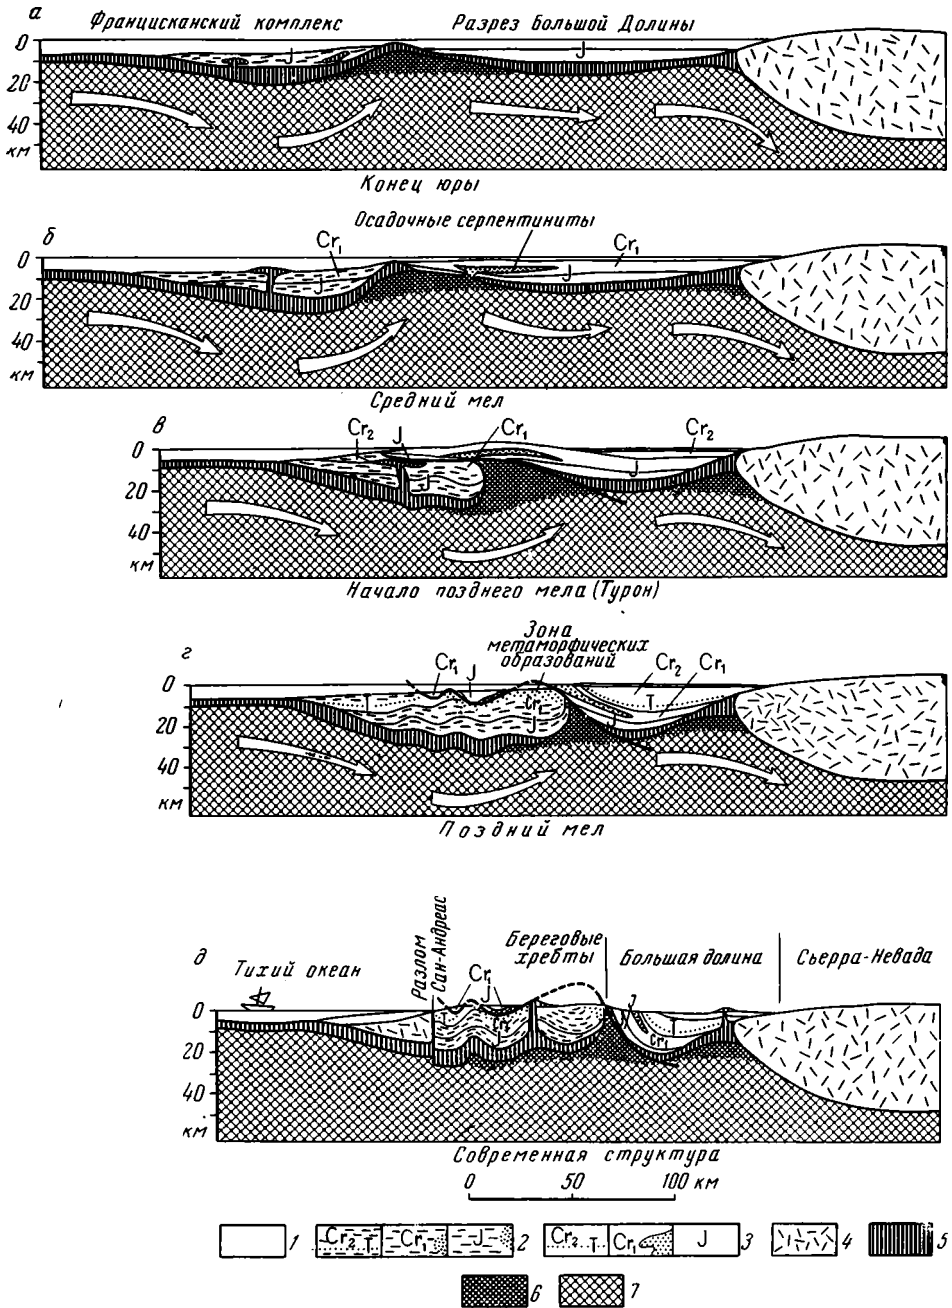 а
Францисканский комплекс
Разрез Большой Долины
0
20
40
км
J
J
Конец юры
б
Осадочные серпентиниты
Cr₁
Cr₁
0
20
40
км
J
J
Средний мел
в
Cr₂
J
Cr₁
Cr₂
0
20
40
км
J
J
Начало позднего мела (Турон)
г
Зона
метаморфических
образований
Cr₁
J
Cr₂
Cr₁
0
20
40
км
T
Cr₁
J
T
J
Поздний мел
д
Тихий океан
Разлом
Сан-Андреас
Береговые
хребты
Большая долина
Сьерра-Невада
Cr₁
J
J
0
20
40
км
T
Cr₁
J
T
Cr₁
Современная структура
0 50 100 км
1
Cr₂ T Cr₁ J 2
Cr₂ T Cr₁ J 3
4
5
6
7